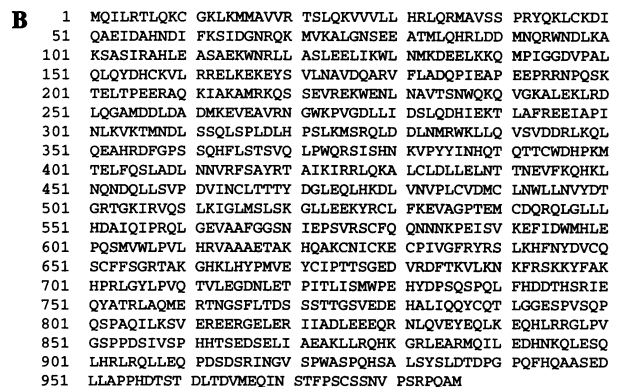 B
1 MQILRTLQKC GKLKMMAVVR TSLQKVVVLL HRLQRMAVSS PRYQKLCKDI
51 QAEIDAHNDI FKSIDGNRQK MVKALGNSEE ATMLQHRLDD MNQRWNDLKA
101 KSASIRAHLE ASAEKWNRLL ASLEELIKWL NMKDEELKKQ MPIGGDVPAL
151 QLQYDHCKVL RRELKEKEYS VLNAVDQARV FLADQPIEAP EEPRRNPQSK
201 TELTPEERAQ KIAKAMRKQS SEVREKWENL NAVTSNWQKQ VGKALEKLRD
251 LQGAMDDLDA DMKEVEAVRN GWKPVGDLLI DSLQDHIEKT LAFREEIAPI
301 NLKVKTMNDL SSQLSPLDLH PSLKMSRQLD DLNMRWKLLQ VSVDDRLKQL
351 QEAHRDFGPS SQHFLSTSVQ LPWQRSISHN KVPYYINHQT QTTCWDHPKM
401 TELFQSLADL NNVRFSAYRT AIKIRRLQKA LCLDLLELNT TNEVFKQHKL
451 NQNDQLLSVP DVINCLTTTY DGLEQLHKDL VNVPLCVDMC LNWLLNVYDT
501 GRTGKIRVQS LKIGLMSLSK GLLEEKYRCL FKEVAGPTEM CDQRQLGLLL
551 HDAIQIPRQL GEVAAFGGSN IEPSVRSCFQ QNNNKPEISV KEFIDWMHLE
601 PQSMVWLPVL HRVAAAETAK HQAKCNICKE CPIVGFRYRS LKHFNYDVCQ
651 SCFFSGRTAK GHKLHYPMVE YCIPTTSGED VRDFTKVLKN KFRSKKYFAK
701 HPRLGYLPVQ TVLEGDNLET PITLISMWPE HYDPSQSPQL FHDDTHSRIE
751 QYATRLAQME RTNGSFLTDS SSTTGSVEDE HALIQQYCQT LGGESPVSQP
801 QSPAQILKSV EREERGELER IIADLEEEQR NLQVEYEQLK EQHLRRGLPV
851 GSPPDSIVSP HHTSEDSELI AEAKLLRQHK GRLEARMQIL EDHNKQLESQ
901 LHRLRQLLEQ PDSDSRINGV SPWASPQHSA LSYSLDTDPG PQFHQAASED
951 LLAPPHDTST DLTDVMEQIN STFPSCSSNV PSRPQAM